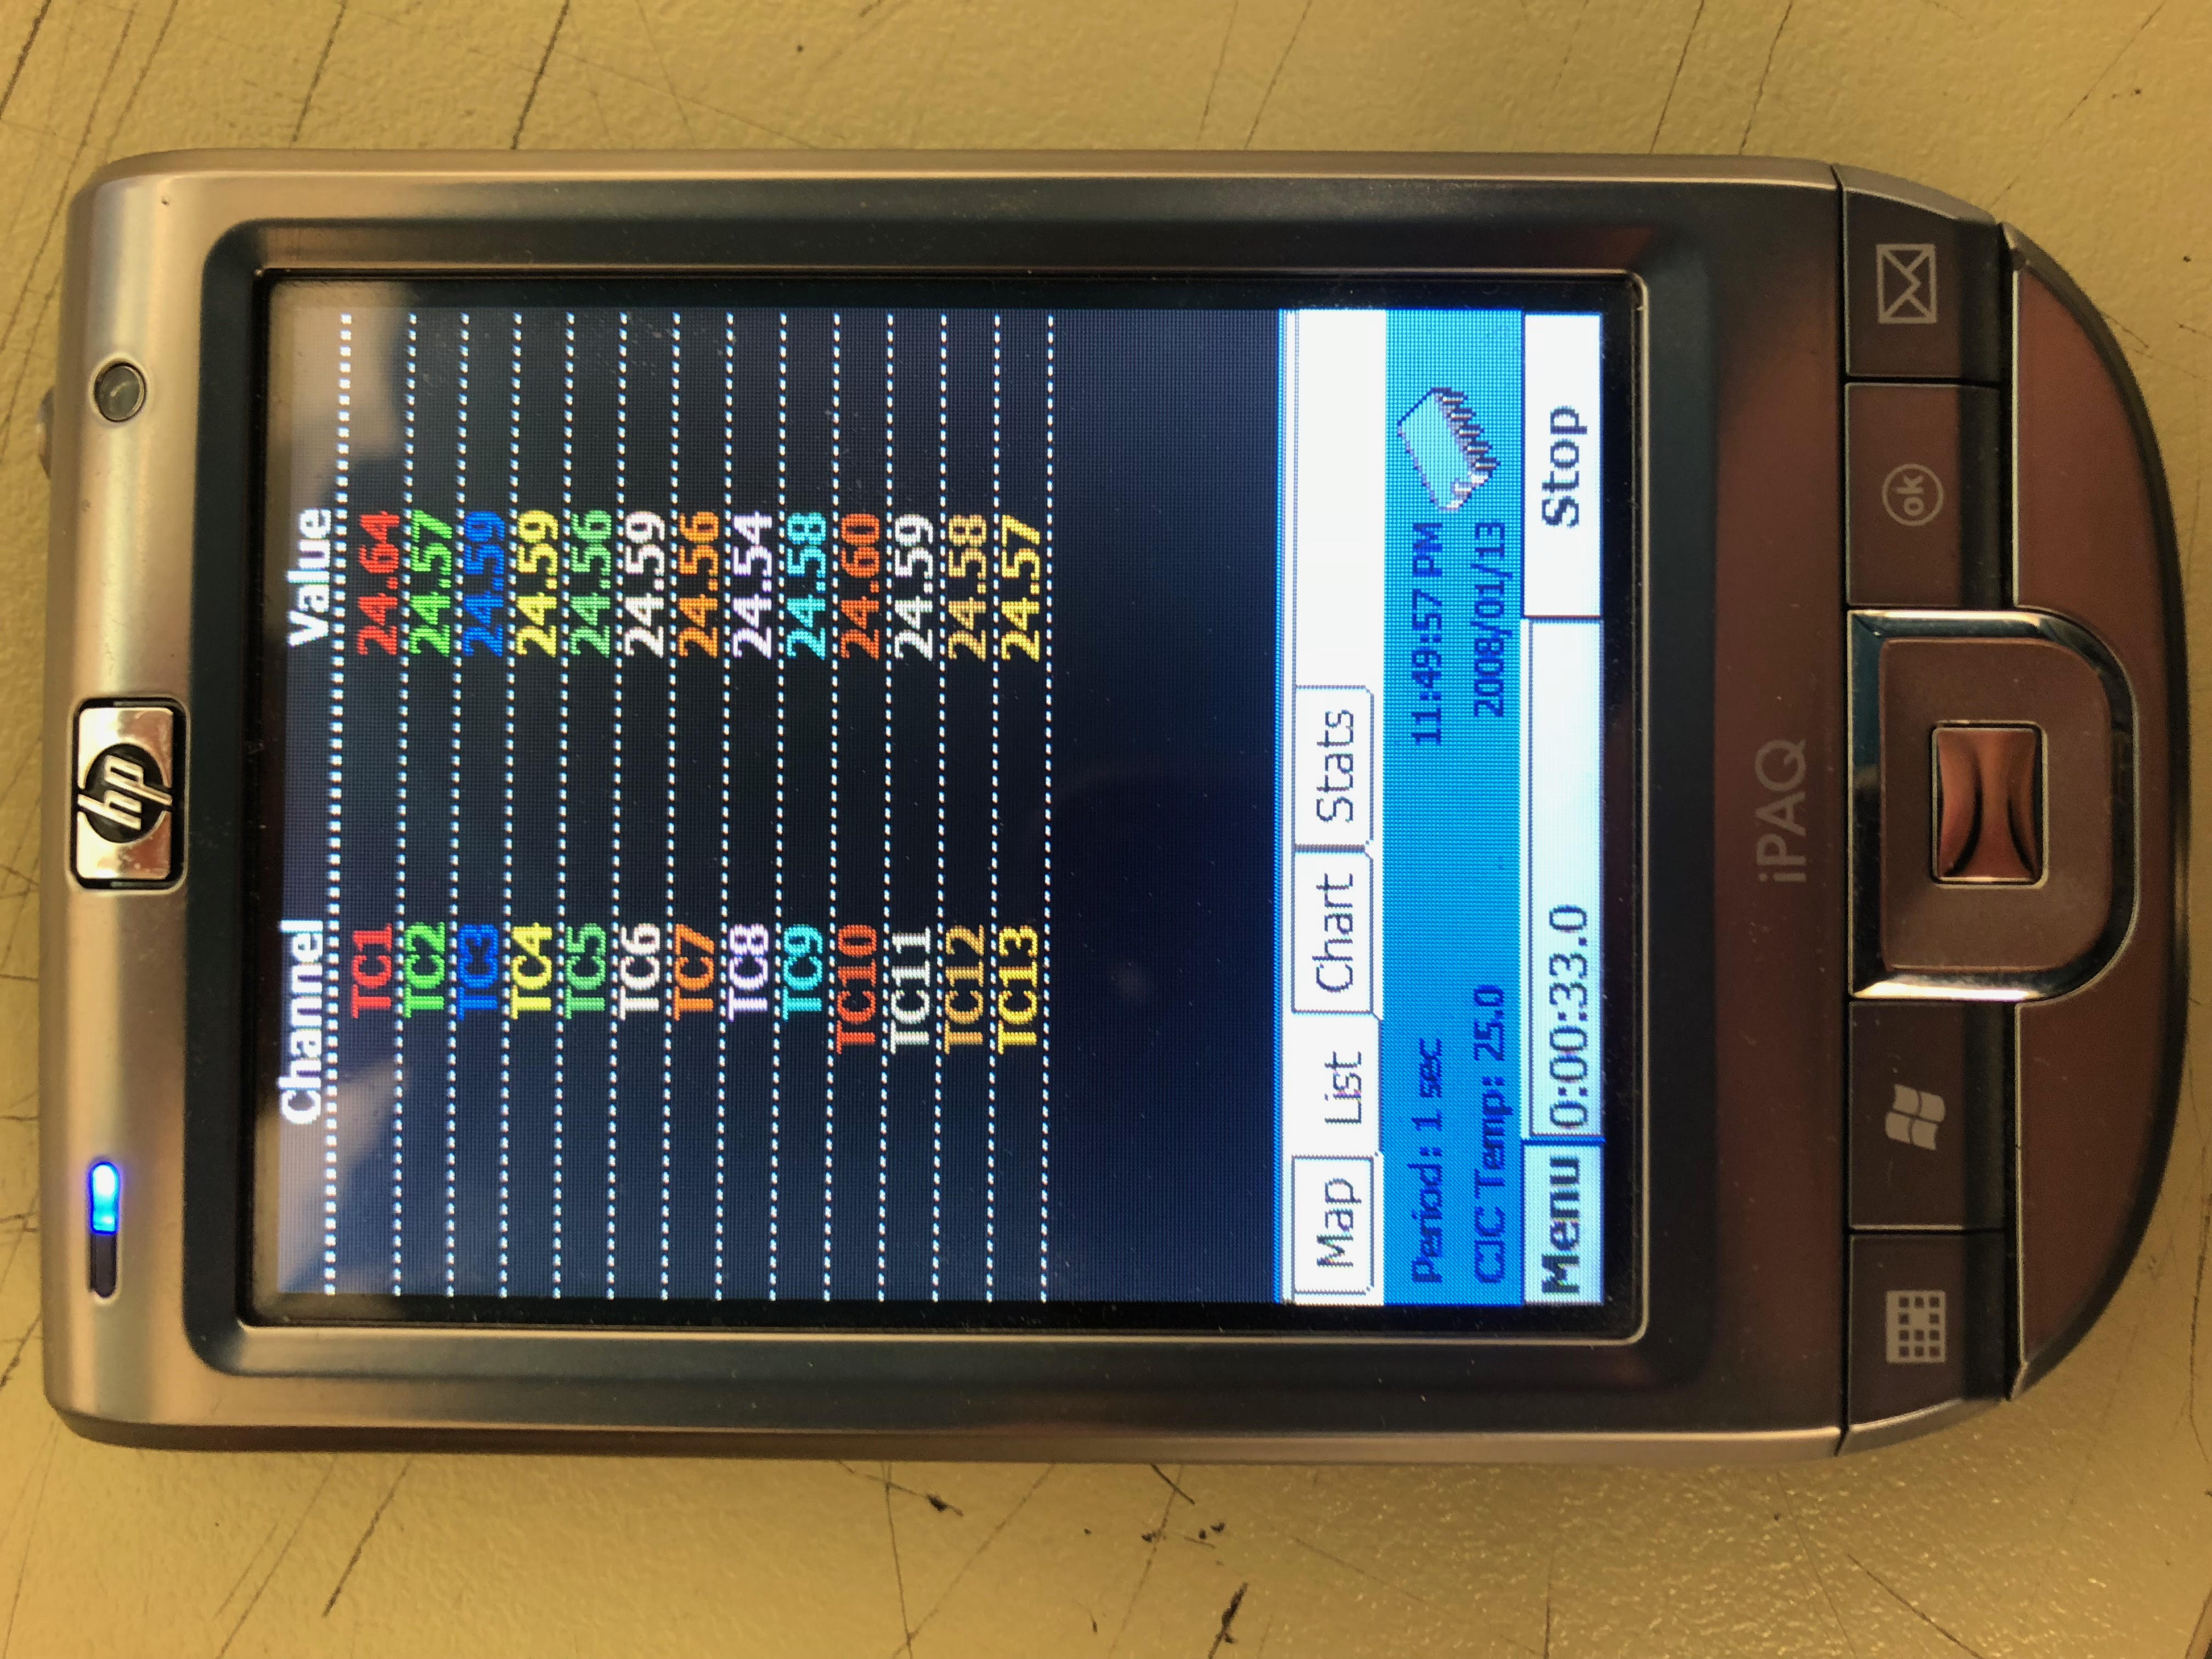 hp
Channel Value
TC1 24.64
TC2 24.57
TC3 24.59
TC4 24.59
TC5 24.56
TC6 24.59
TC7 24.56
TC8 24.54
TC9 24.58
TC10 24.60
TC11 24.59
TC12 24.58
TC13 24.57
Map List Chart Stats
Period: 1 sec 11:49:57 PM
CJC Temp: 25.0 2008/01/13
Menu 0:00:33.0 Stop
iPAQ
ok